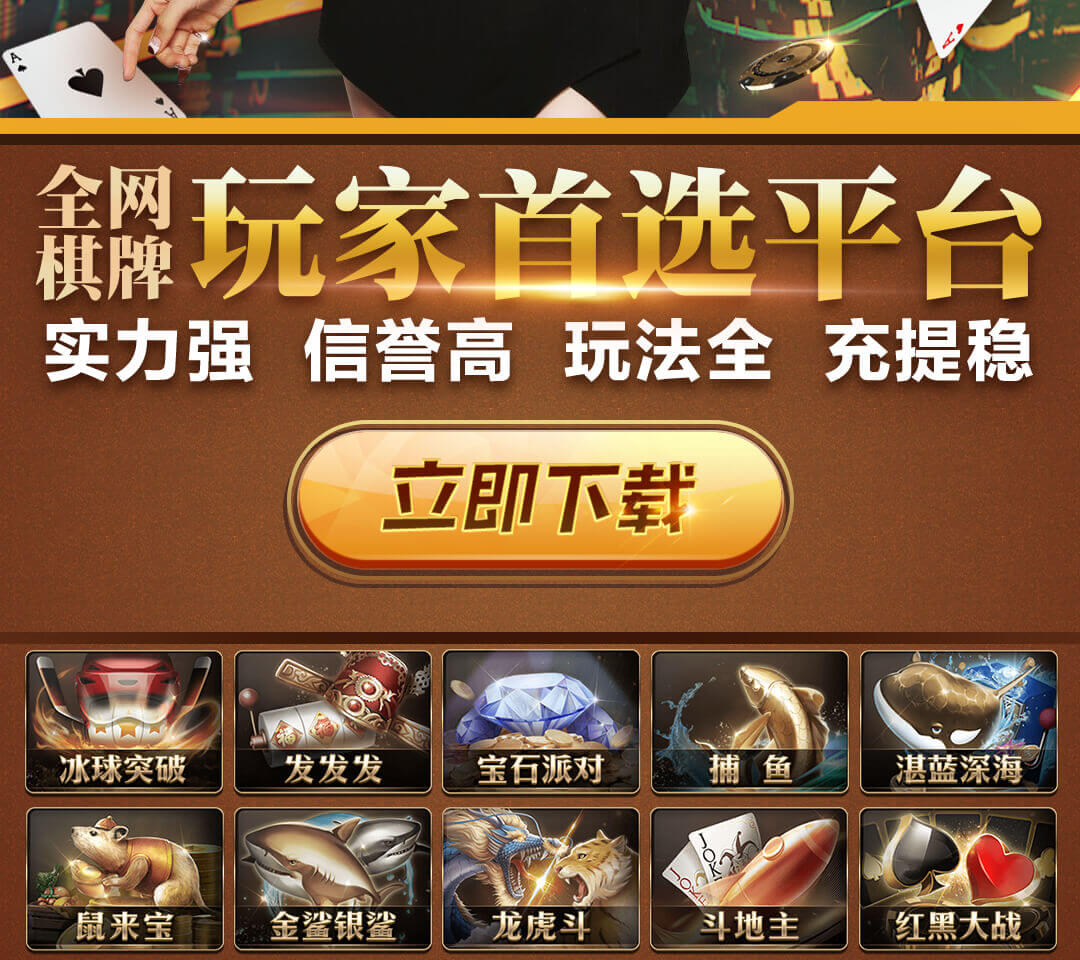 A
A
A
全网
棋牌
玩家首选平台
实力强 信誉高 玩法全 充提稳
立即下载
冰球突破
发发发
宝石派对
捕鱼
湛蓝深海
鼠来宝
金鲨银鲨
龙虎斗
JOKER
JOKER
斗地主
红黑大战